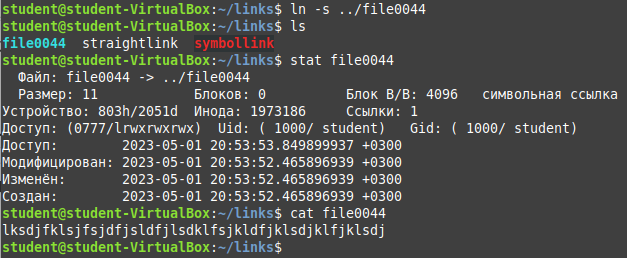 student@student-VirtualBox:~/links$ ln -s ../file0044
student@student-VirtualBox:~/links$ ls
file0044  straightlink  symbollink
student@student-VirtualBox:~/links$ stat file0044
  Файл: file0044 -> ../file0044
  Размер: 11            Блоков: 0          Блок В/В: 4096   символьная ссылка
Устройство: 803h/2051d  Инода: 1973186     Ссылки: 1
Доступ: (0777/lrwxrwxrwx)  Uid: ( 1000/ student)   Gid: ( 1000/ student)
Доступ:        2023-05-01 20:53:53.849899937 +0300
Модифицирован: 2023-05-01 20:53:52.465896939 +0300
Изменён:       2023-05-01 20:53:52.465896939 +0300
Создан:        2023-05-01 20:53:52.465896939 +0300
student@student-VirtualBox:~/links$ cat file0044
lksdjfklsjfsjdfjsldfjlsdklfsjkldfjklsdjklfjklsdj
student@student-VirtualBox:~/links$